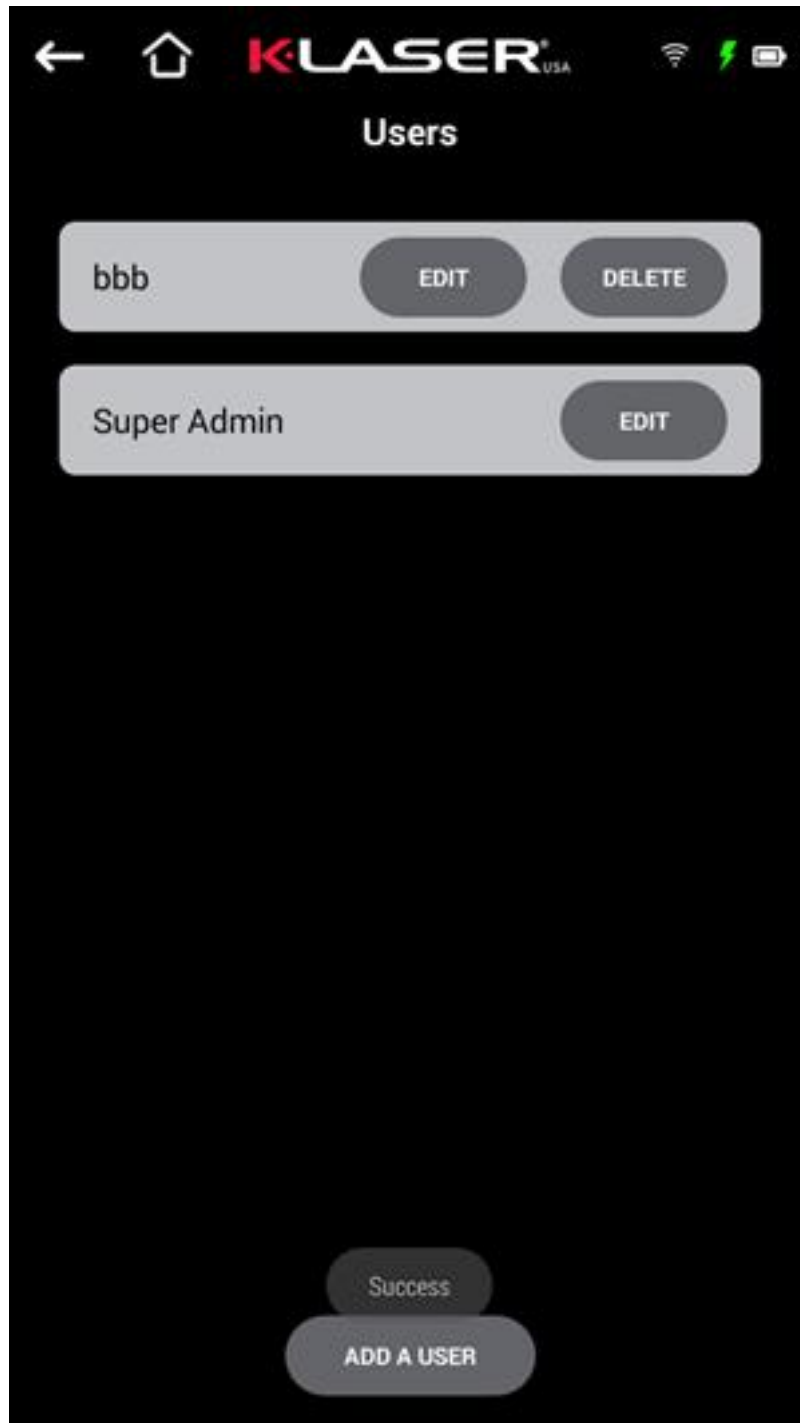 K-LASER® USA
Users
bbb EDIT DELETE
Super Admin EDIT
Success
ADD A USER